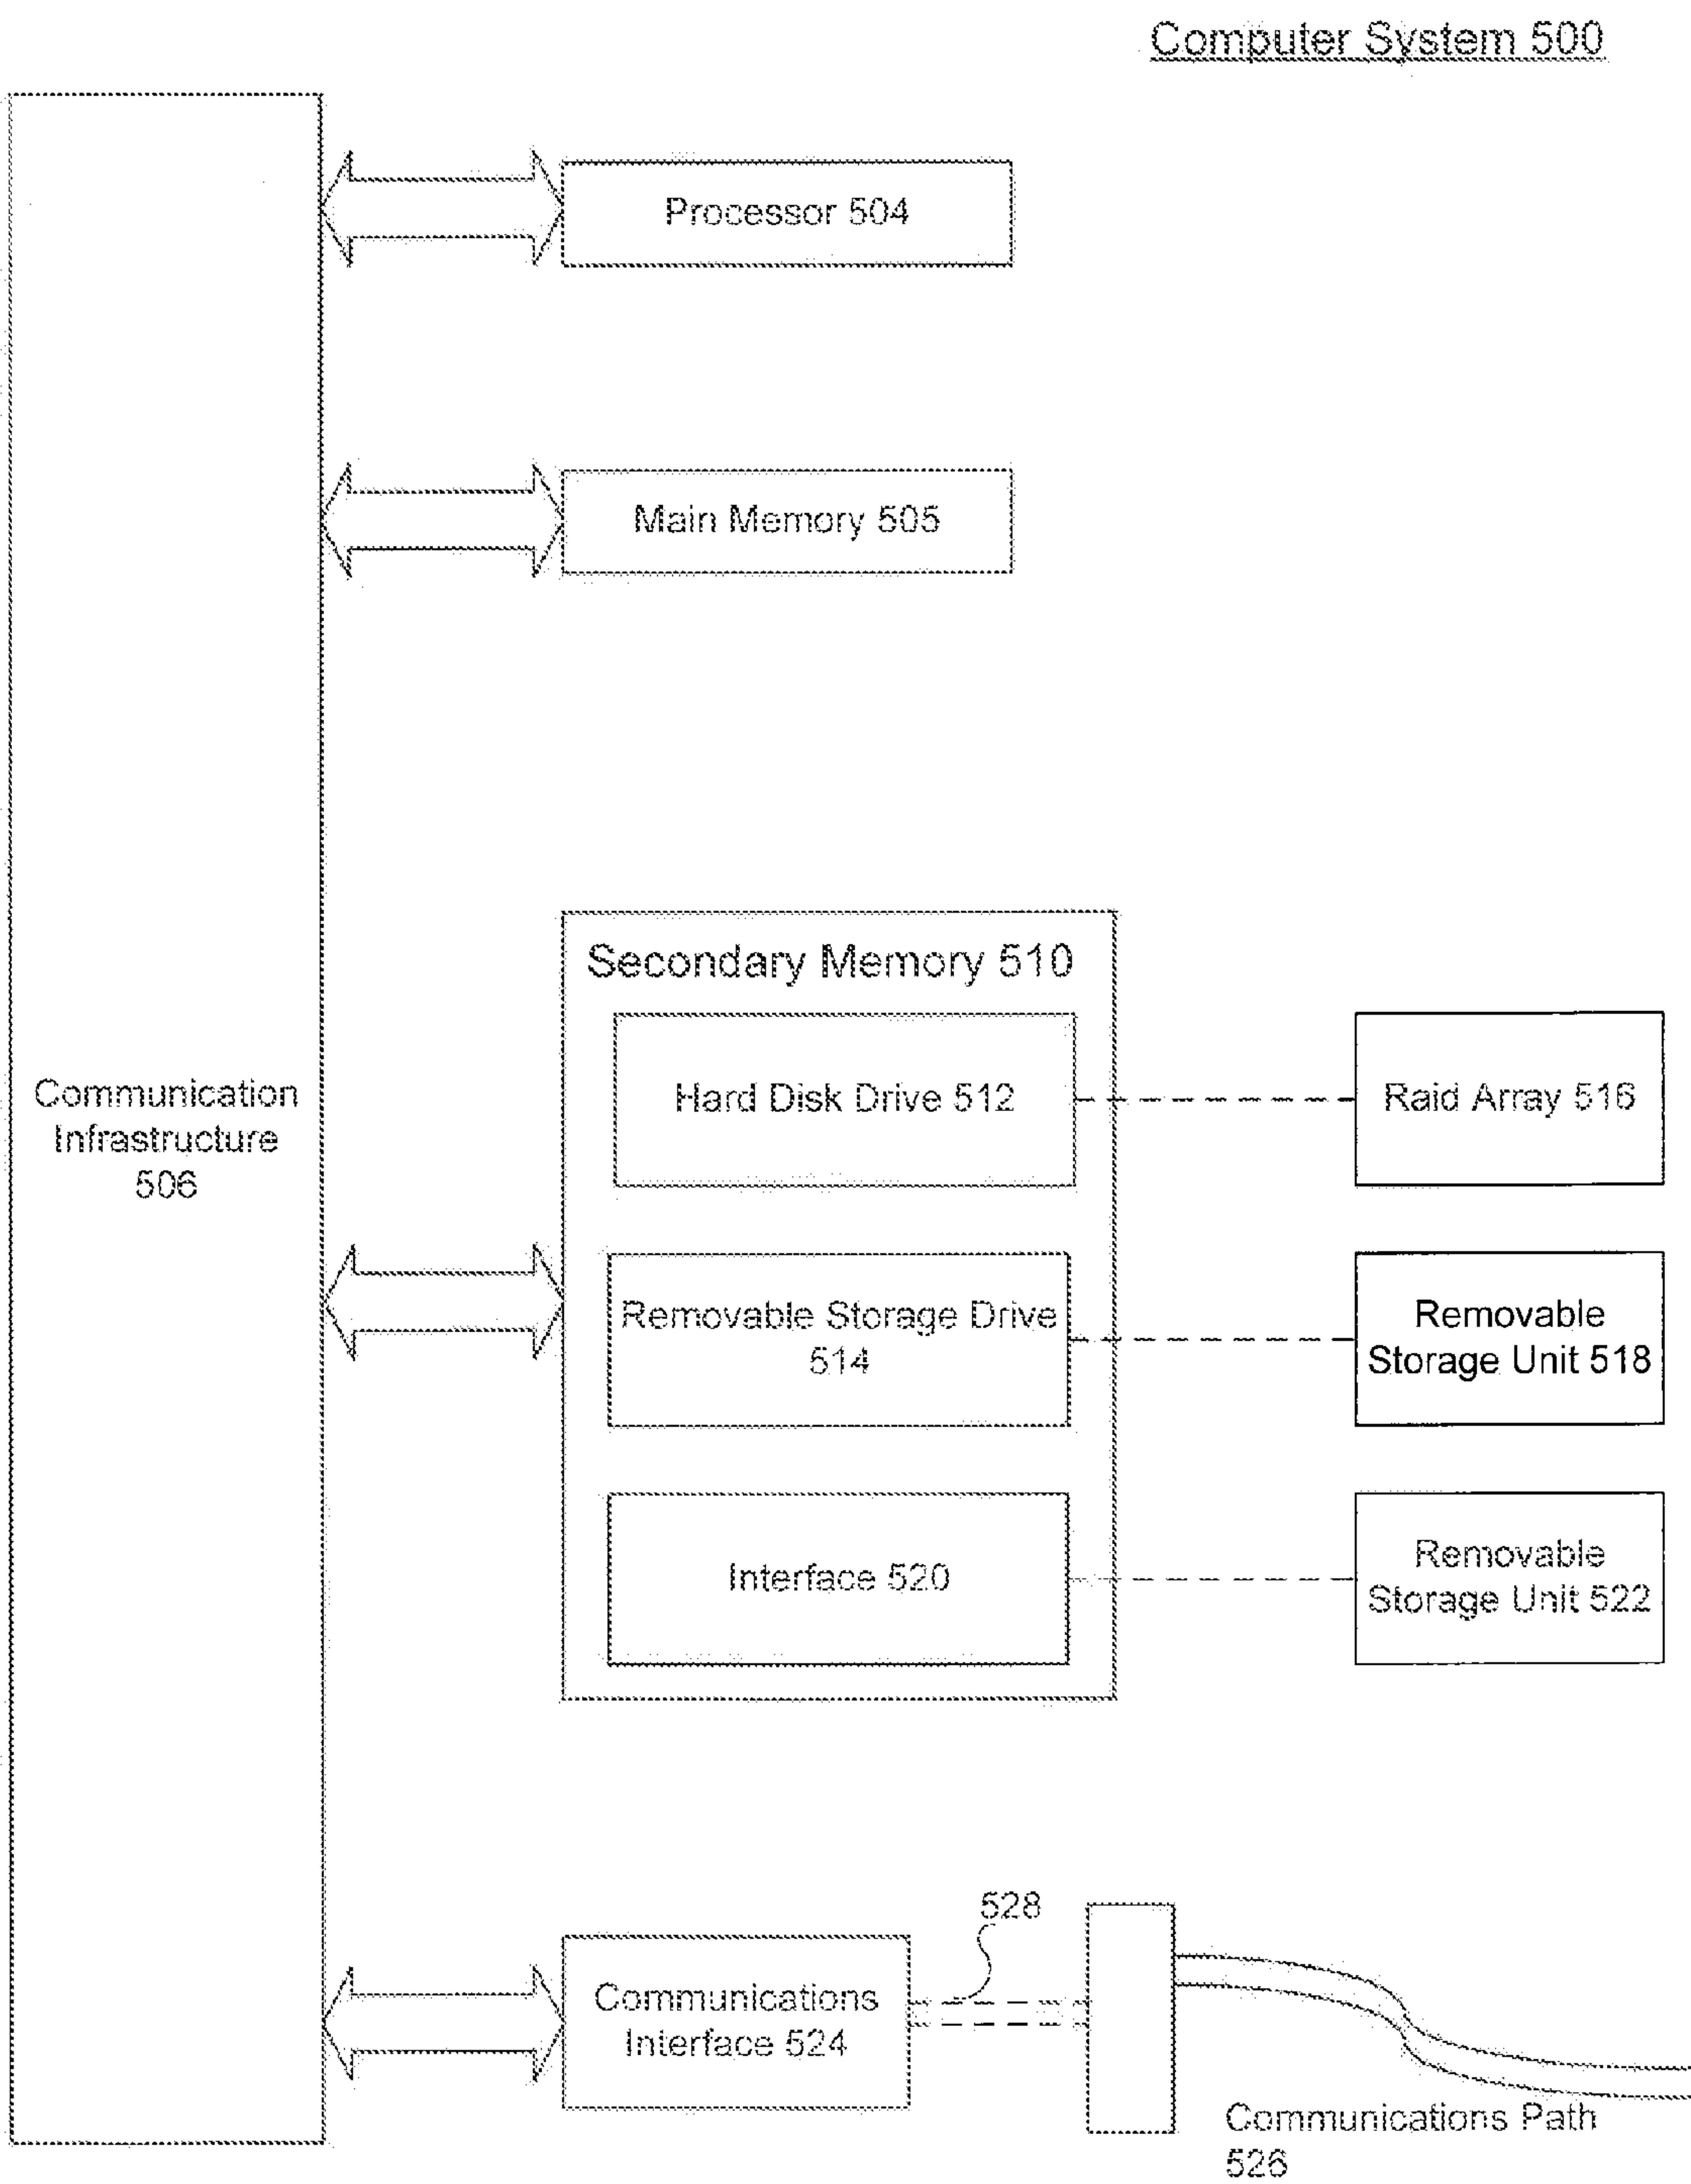 Computer System 500
Processor 504
Main Memory 505
Secondary Memory 510
Communication
Infrastructure
506
Hard Disk Drive 512
Raid Array 516
Removable Storage Drive
514
Removable
Storage Unit 518
Interface 520
Removable
Storage Unit 522
528
Communications
Interface 524
Communications Path
526